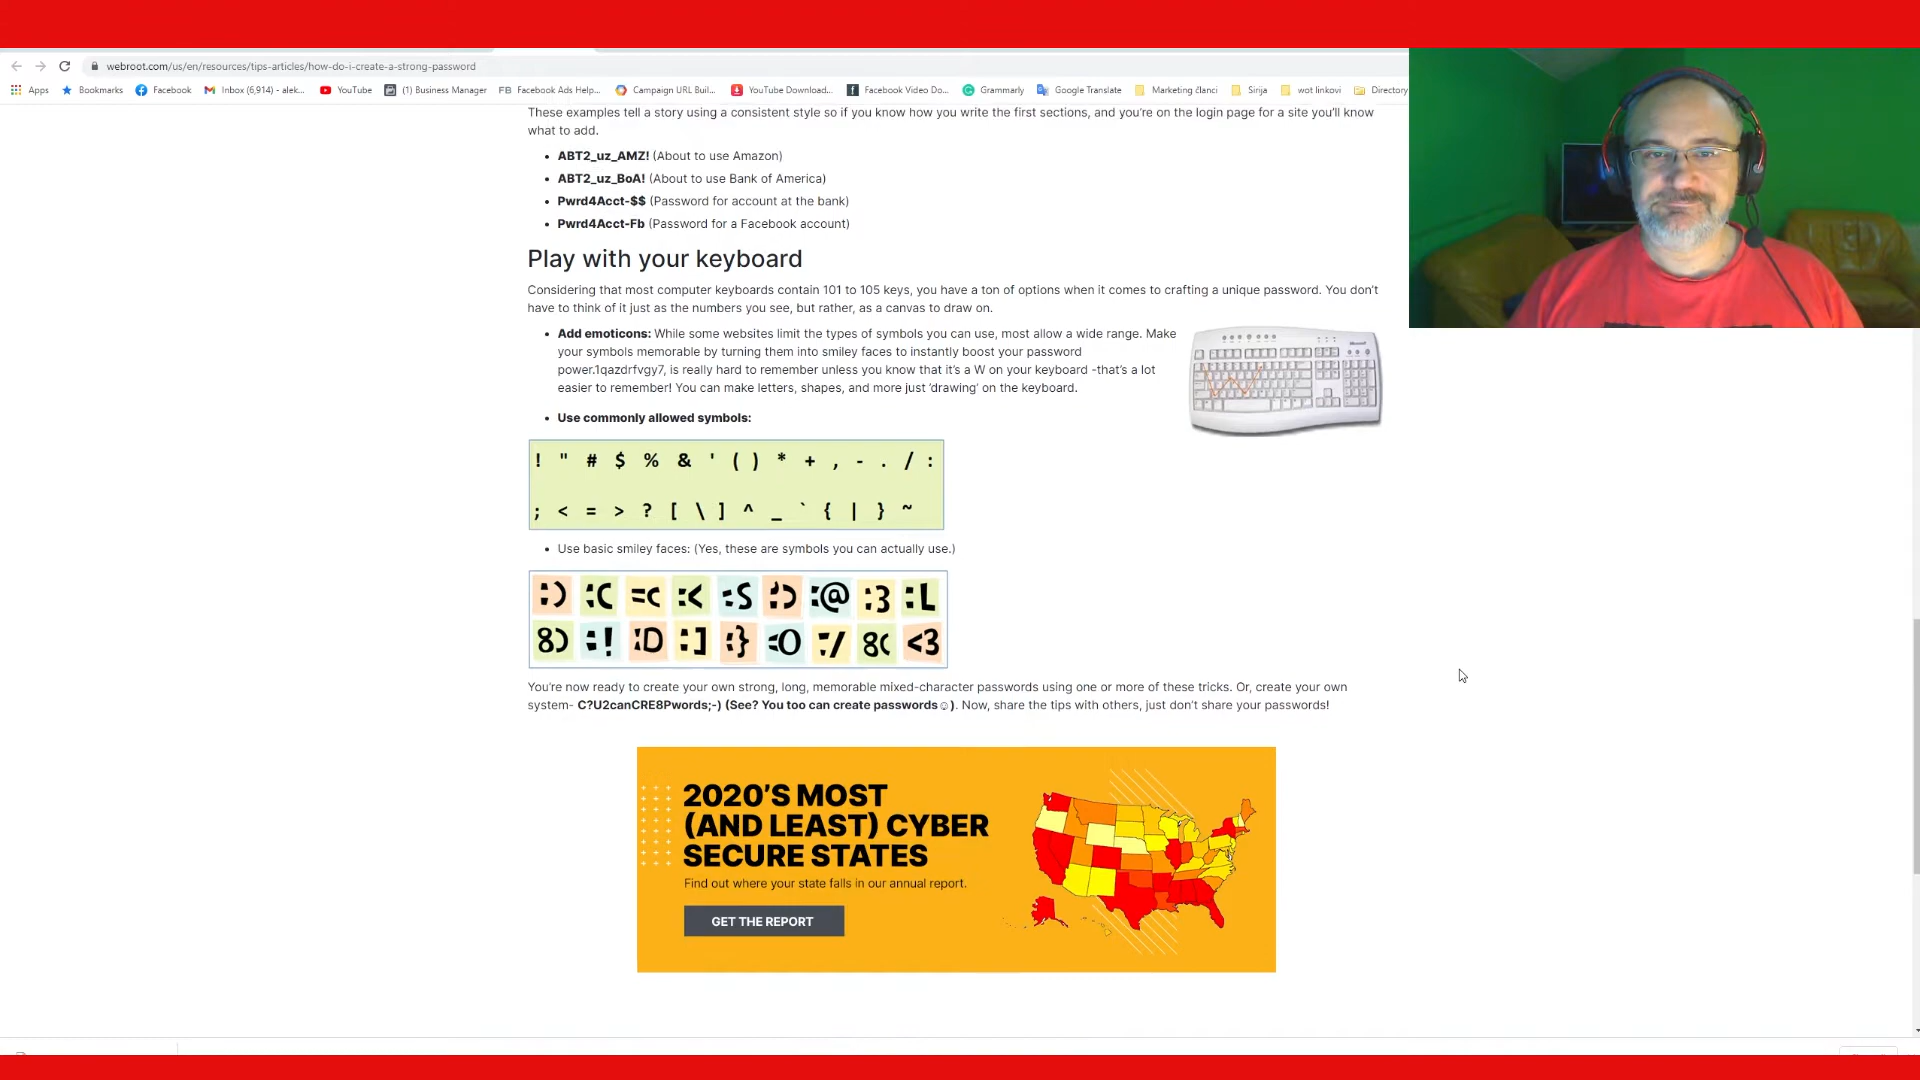 webroot.com/us/en/resources/tips-articles/how-do-i-create-a-strong-password
Apps Bookmarks Facebook Inbox (6,914) - alek... YouTube (1) Business Manager FB Facebook Ads Help... Campaign URL Buil... YouTube Download... Facebook Video Do... Grammarly Google Translate Marketing članci Sirija wot linkovi Directory
These examples tell a story using a consistent style so if you know how you write the first sections, and you're on the login page for a site you'll know
what to add.
• ABT2_uz_AMZ! (About to use Amazon)
• ABT2_uz_BoA! (About to use Bank of America)
• Pwrd4Acct-$$ (Password for account at the bank)
• Pwrd4Acct-Fb (Password for a Facebook account)
Play with your keyboard
Considering that most computer keyboards contain 101 to 105 keys, you have a ton of options when it comes to crafting a unique password. You don't
have to think of it just as the numbers you see, but rather, as a canvas to draw on.
• Add emoticons: While some websites limit the types of symbols you can use, most allow a wide range. Make
your symbols memorable by turning them into smiley faces to instantly boost your password
power.1qazdrfvgy7, is really hard to remember unless you know that it's a W on your keyboard -that's a lot
easier to remember! You can make letters, shapes, and more just 'drawing' on the keyboard.
• Use commonly allowed symbols:
! " # $ % & ' ( ) * + , - . / :
; < = > ? [ \ ] ^ _ ` { | } ~
• Use basic smiley faces: (Yes, these are symbols you can actually use.)
:) :C =c :< :S :') :@ :3 :L
8) :! :D :] :} =O :/ 8( <3
You're now ready to create your own strong, long, memorable mixed-character passwords using one or more of these tricks. Or, create your own
system- C?U2canCRE8Pwords;-) (See? You too can create passwords☺). Now, share the tips with others, just don't share your passwords!
2020'S MOST
(AND LEAST) CYBER
SECURE STATES
Find out where your state falls in our annual report.
GET THE REPORT